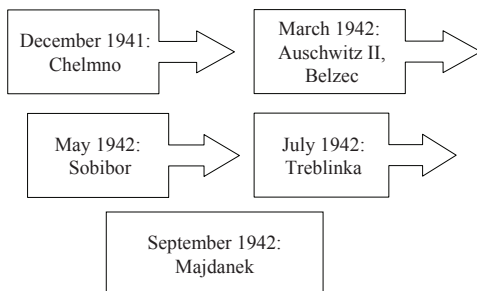 December 1941:
Chelmno
March 1942:
Auschwitz II,
Belzec
May 1942:
Sobibor
July 1942:
Treblinka
September 1942:
Majdanek